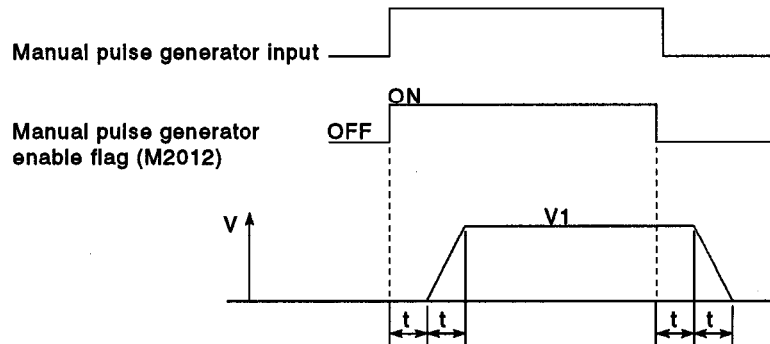 Manual pulse generator input
ON
Manual pulse generator OFF
enable flag (M2012)
V V1
t t t t